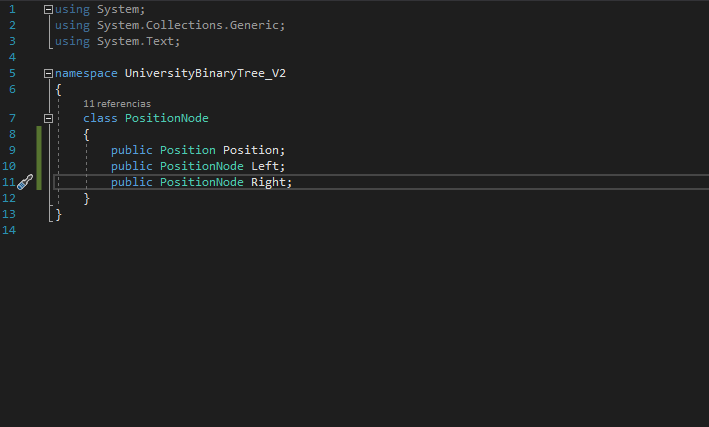 1 using System;
2 using System.Collections.Generic;
3 using System.Text;
4
5 namespace UniversityBinaryTree_V2
6 {
11 referencias
7 class PositionNode
8 {
9 public Position Position;
10 public PositionNode Left;
11 public PositionNode Right;
12 }
13 }
14